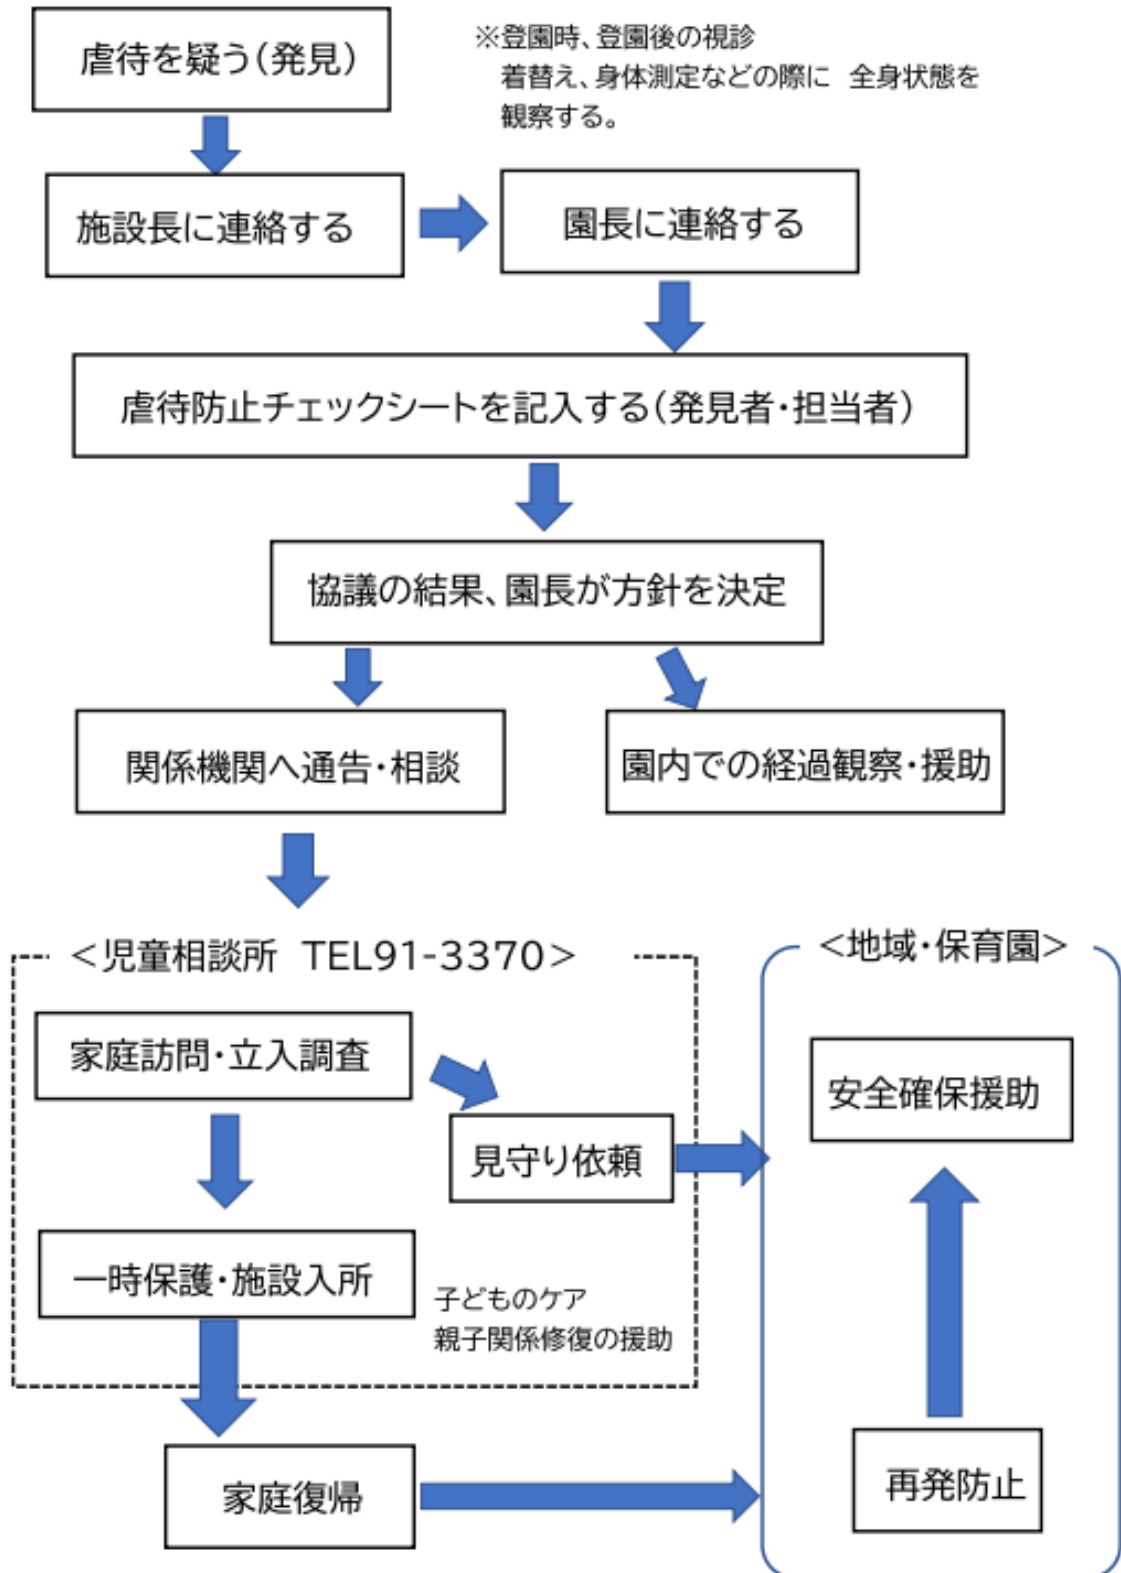 虐待を疑う（発見）
※登園時、登園後の視診
着替え、身体測定などの際に　全身状態を
観察する。
施設長に連絡する
園長に連絡する
虐待防止チェックシートを記入する（発見者・担当者）
協議の結果、園長が方針を決定
関係機関へ通告・相談
園内での経過観察・援助
＜児童相談所　TEL91-3370＞
＜地域・保育園＞
家庭訪問・立入調査
安全確保援助
見守り依頼
一時保護・施設入所
子どものケア
親子関係修復の援助
家庭復帰
再発防止